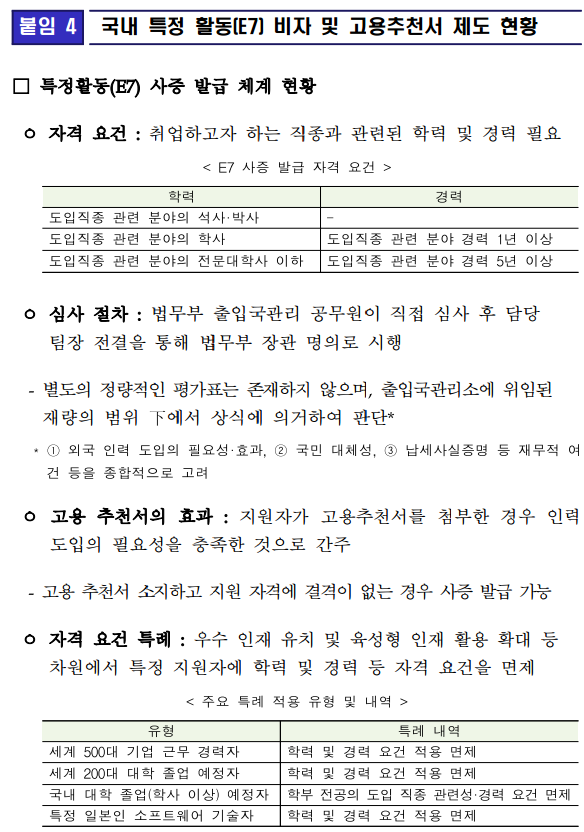 붙임 4 국내 특정 활동(E7) 비자 및 고용추천서 제도 현황
□ 특정활동(E7) 사증 발급 체계 현황
ㅇ 자격 요건 : 취업하고자 하는 직종과 관련된 학력 및 경력 필요
< E7 사증 발급 자격 요건 >
학력 경력
도입직종 관련 분야의 석사·박사 –
도입직종 관련 분야의 학사 도입직종 관련 분야 경력 1년 이상
도입직종 관련 분야의 전문대학사 이하 도입직종 관련 분야 경력 5년 이상
ㅇ 심사 절차 : 법무부 출입국관리 공무원이 직접 심사 후 담당
팀장 전결을 통해 법무부 장관 명의로 시행
- 별도의 정량적인 평가표는 존재하지 않으며, 출입국관리소에 위임된
재량의 범위 下에서 상식에 의거하여 판단*
* ① 외국 인력 도입의 필요성·효과, ② 국민 대체성, ③ 납세사실증명 등 재무적 여
건 등을 종합적으로 고려
ㅇ 고용 추천서의 효과 : 지원자가 고용추천서를 첨부한 경우 인력
도입의 필요성을 충족한 것으로 간주
- 고용 추천서 소지하고 지원 자격에 결격이 없는 경우 사증 발급 가능
ㅇ 자격 요건 특례 : 우수 인재 유치 및 육성형 인재 활용 확대 등
차원에서 특정 지원자에 학력 및 경력 등 자격 요건을 면제
< 주요 특례 적용 유형 및 내역 >
유형 특례 내역
세계 500대 기업 근무 경력자 학력 및 경력 요건 적용 면제
세계 200대 대학 졸업 예정자 학력 및 경력 요건 적용 면제
국내 대학 졸업(학사 이상) 예정자 학부 전공의 도입 직종 관련성·경력 요건 면제
특정 일본인 소프트웨어 기술자 학력 및 경력 요건 적용 면제